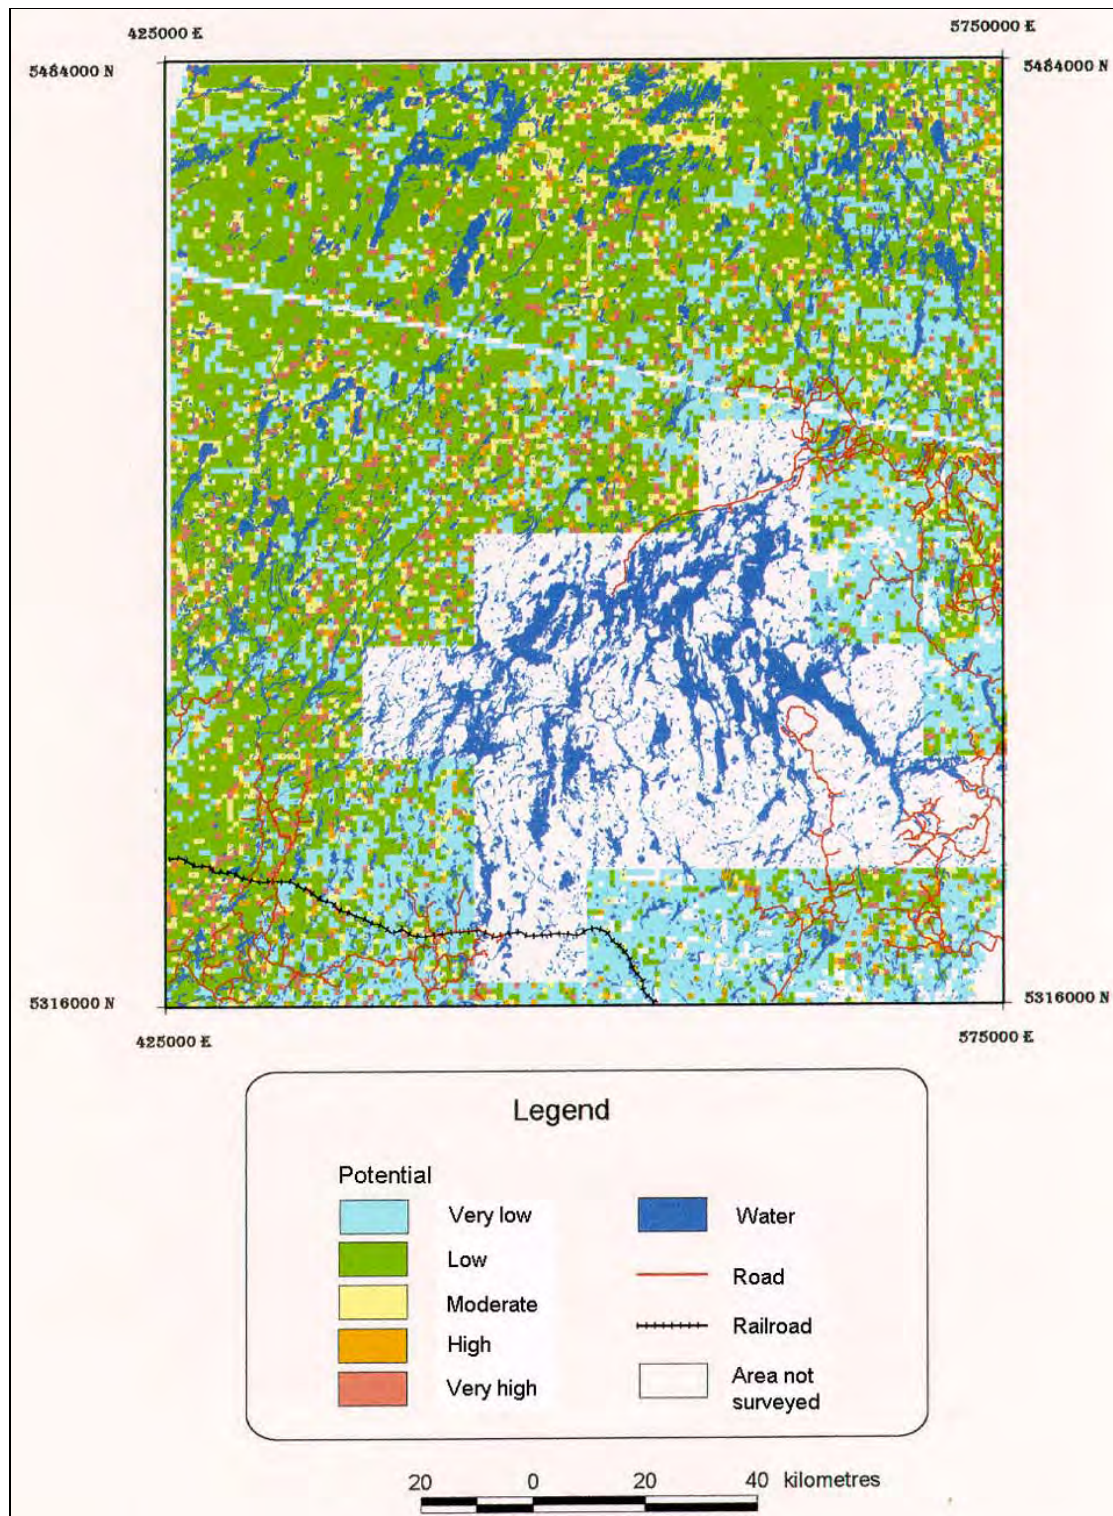 425000 E
5750000 E
5484000 N
5484000 N
5316000 N
5316000 N
425000 E
575000 E
Legend
Potential
Very low
Low
Moderate
High
Very high
Water
Road
Railroad
Area not
surveyed
20 0 20 40 kilometres